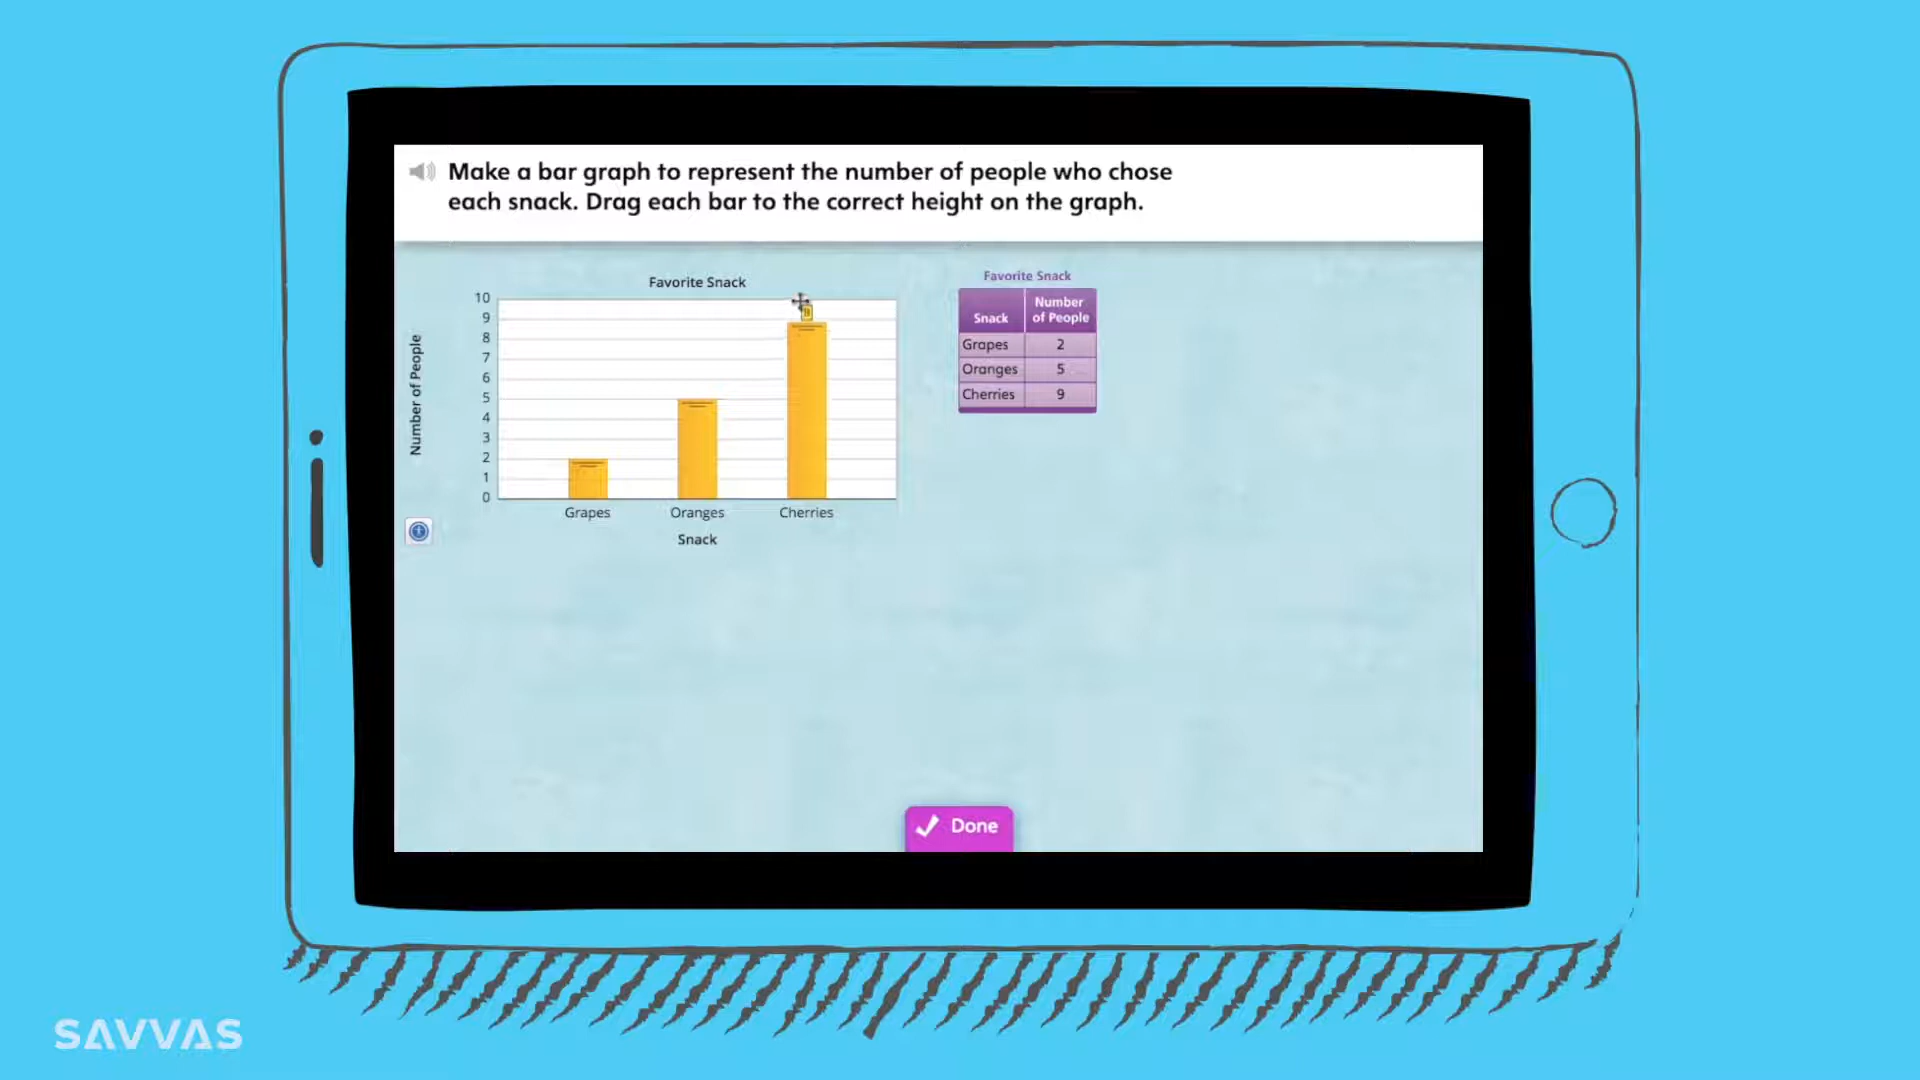 Make a bar graph to represent the number of people who chose
each snack. Drag each bar to the correct height on the graph.
Favorite Snack
10
9
8
7
6
5
4
3
2
1
0
Number of People
Grapes Oranges Cherries
Snack
Favorite Snack
Snack Number of People
Grapes 2
Oranges 5
Cherries 9
Done
SAVVAS